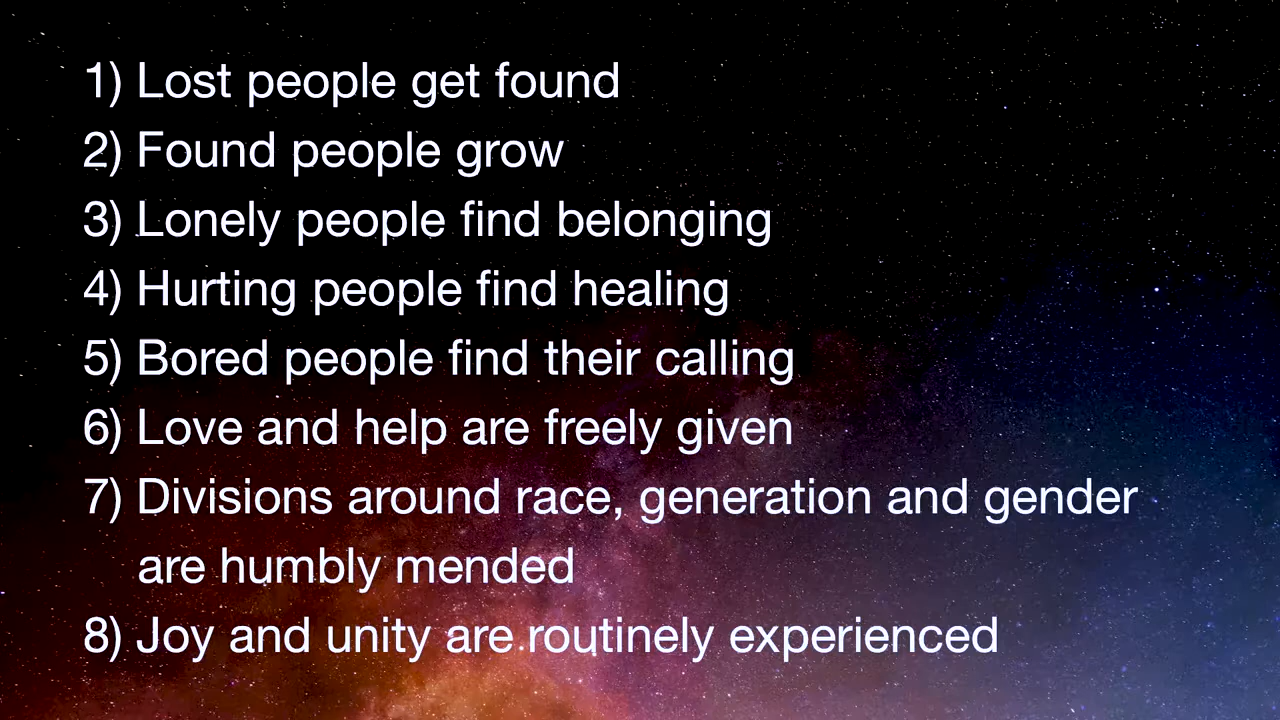 1) Lost people get found
2) Found people grow
3) Lonely people find belonging
4) Hurting people find healing
5) Bored people find their calling
6) Love and help are freely given
7) Divisions around race, generation and gender
are humbly mended
8) Joy and unity are routinely experienced